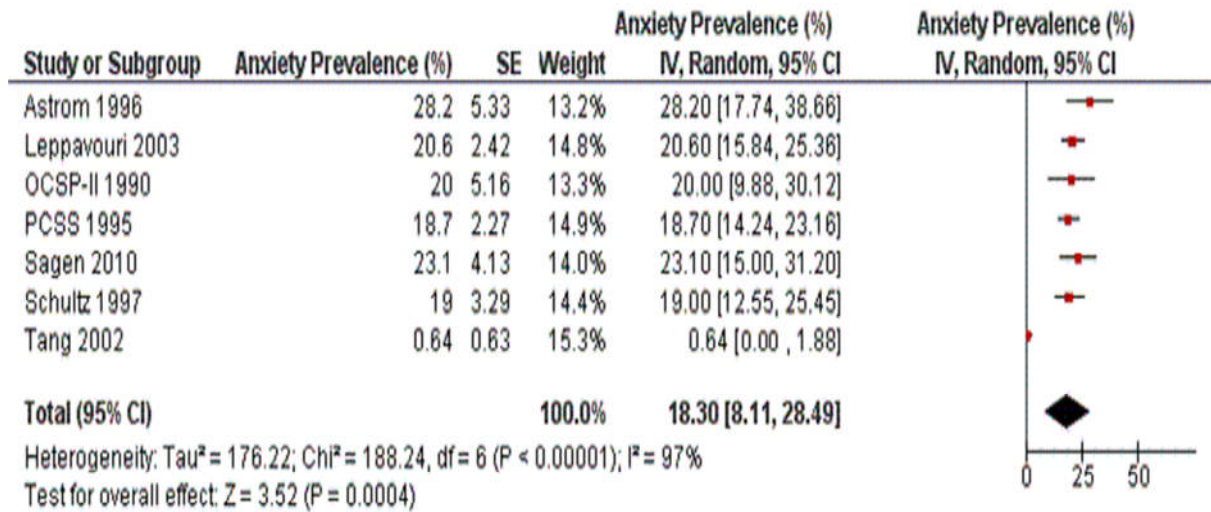 Anxiety Prevalence (%) Anxiety Prevalence (%)
Study or Subgroup Anxiety Prevalence (%) SE Weight IV, Random, 95% CI IV, Random, 95% CI
Astrom 1996 28.2 5.33 13.2% 28.20 [17.74, 38.66]
Leppavouri 2003 20.6 2.42 14.8% 20.60 [15.84, 25.36]
OCSP-II 1990 20 5.16 13.3% 20.00 [9.88, 30.12]
PCSS 1995 18.7 2.27 14.9% 18.70 [14.24, 23.16]
Sagen 2010 23.1 4.13 14.0% 23.10 [15.00, 31.20]
Schultz 1997 19 3.29 14.4% 19.00 [12.55, 25.45]
Tang 2002 0.64 0.63 15.3% 0.64 [0.00 , 1.88]
Total (95% CI) 100.0% 18.30 [8.11, 28.49]
Heterogeneity: Tau² = 176.22; Chi² = 188.24, df = 6 (P < 0.00001); I² = 97%
0 25 50
Test for overall effect: Z = 3.52 (P = 0.0004)